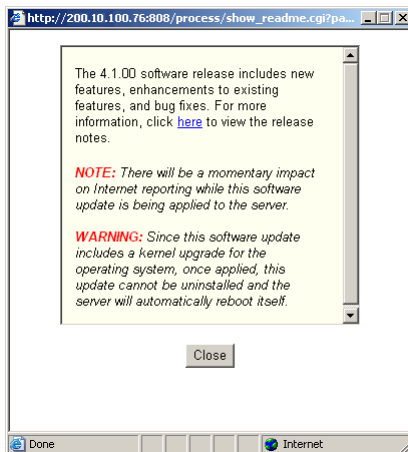 http://200.10.100.76:808/process/show_readme.cgi?pa...
The 4.1.00 software release includes new
features, enhancements to existing
features, and bug fixes. For more
information, click here to view the release
notes.
NOTE: There will be a momentary impact
on Internet reporting while this software
update is being applied to the server.
WARNING: Since this software update
includes a kernel upgrade for the
operating system, once applied, this
update cannot be uninstalled and the
server will automatically reboot itself.
Close
Done
Internet